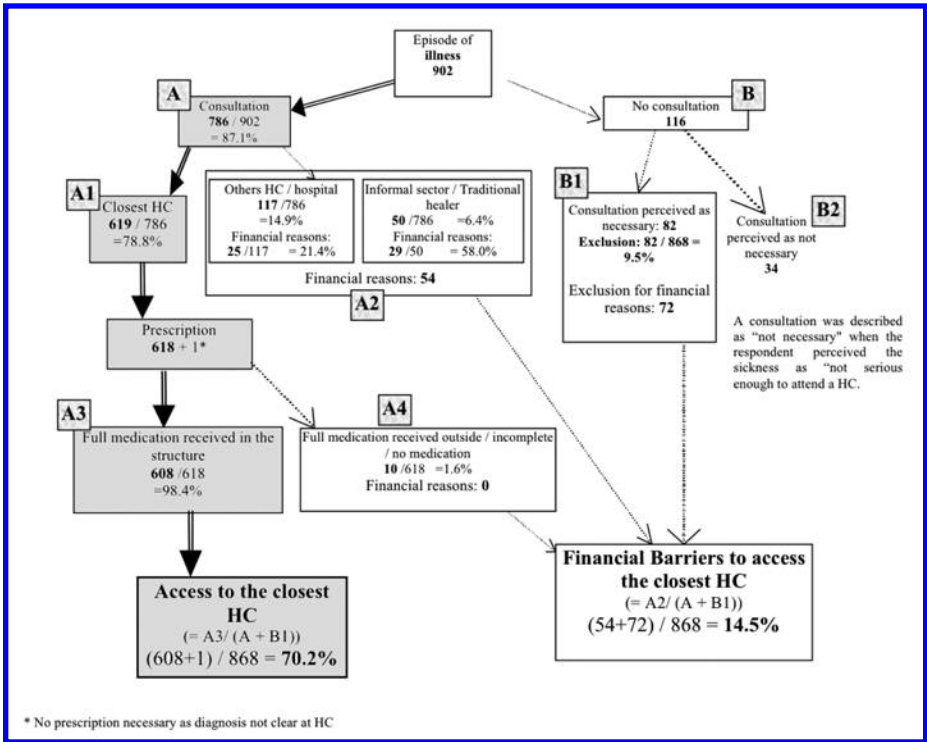 Episode of
illness
902
A
Consultation
786 / 902
= 87.1%
B
No consultation
116
A1
Closest HC
619 / 786
=78.8%
Others HC / hospital
117 /786
=14.9%
Financial reasons:
25 /117 = 21.4%
Informal sector / Traditional
healer
50 /786 =6.4%
Financial reasons:
29 /50 = 58.0%
Financial reasons: 54
A2
B1
Consultation perceived as
necessary: 82
Exclusion: 82 / 868 =
9.5%
Exclusion for financial
reasons: 72
B2
Consultation
perceived as not
necessary
34
A consultation was described
as “not necessary" when the
respondent perceived the
sickness as “not serious
enough to attend a HC.
Prescription
618 + 1*
A3
Full medication received in the
structure
608 /618
=98.4%
A4
Full medication received outside / incomplete
/ no medication
10 /618 =1.6%
Financial reasons: 0
Access to the closest
HC
(= A3/ (A + B1))
(608+1) / 868 = 70.2%
Financial Barriers to access
the closest HC
(= A2/ (A + B1))
(54+72) / 868 = 14.5%
* No prescription necessary as diagnosis not clear at HC